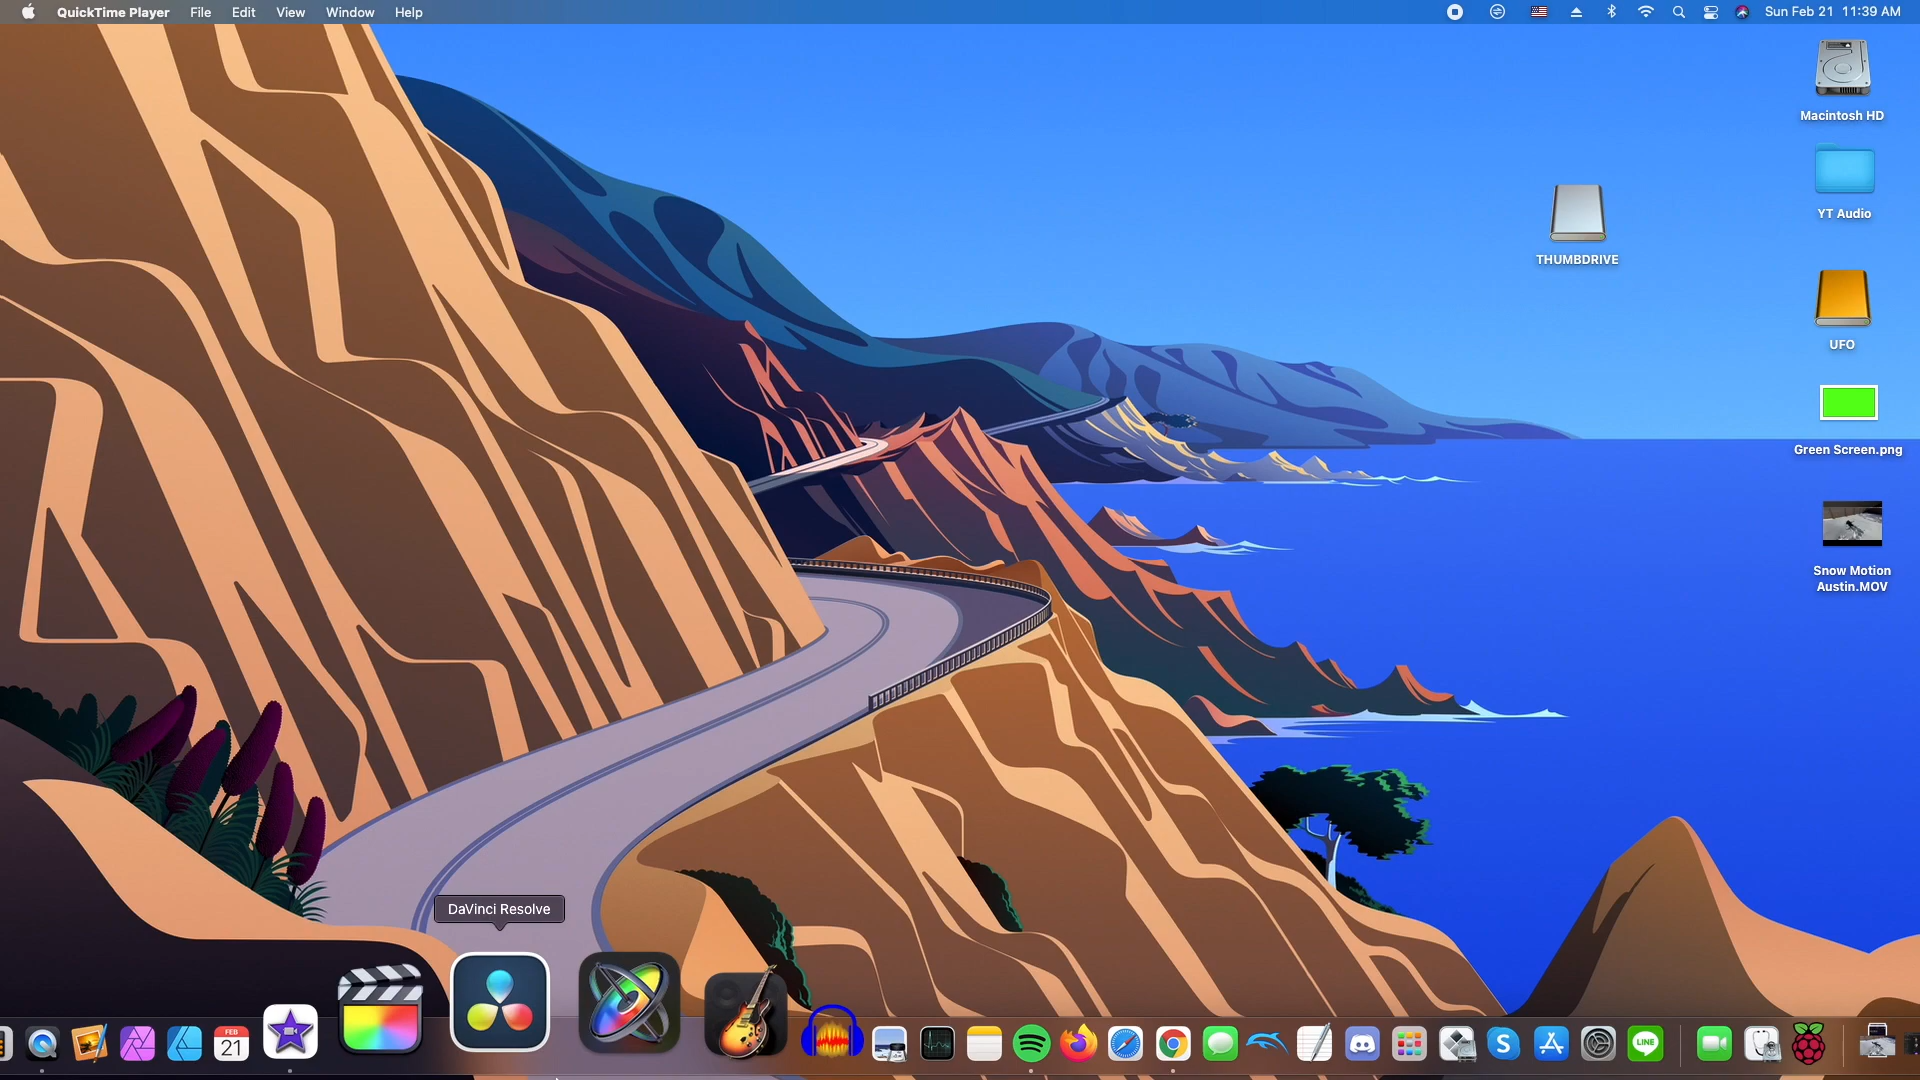 QuickTime Player File Edit View Window Help
Sun Feb 21 11:39 AM
Macintosh HD
YT Audio
THUMBDRIVE
UFO
Green Screen.png
Snow Motion
Austin.MOV
DaVinci Resolve
FEB
21
LINE